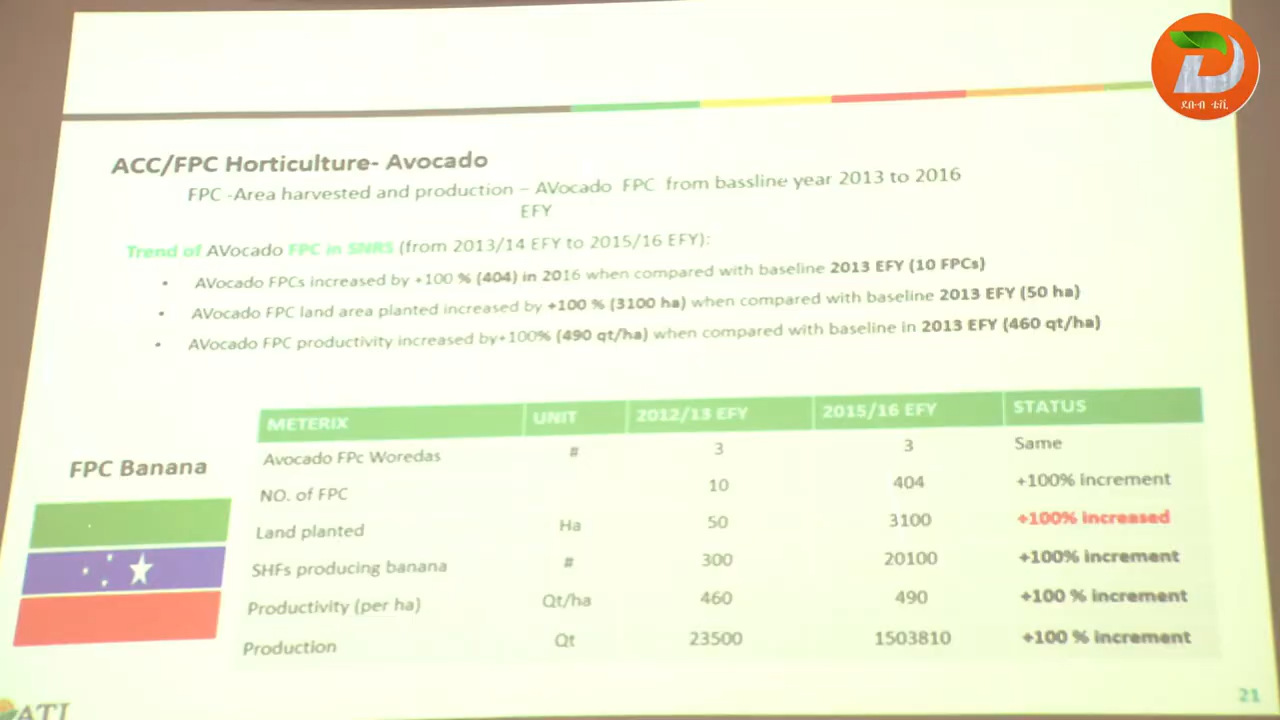 ደቡብ ቴቪ
ACC/FPC Horticulture- Avocado
FPC -Area harvested and production – AVocado FPC from bassline year 2013 to 2016
EFY
Trend of AVocado FPC in SNRS (from 2013/14 EFY to 2015/16 EFY):
• AVocado FPCs increased by +100 % (404) in 2016 when compared with baseline 2013 EFY (10 FPCs)
• AVocado FPC land area planted increased by +100 % (3100 ha) when compared with baseline 2013 EFY (50 ha)
• AVocado FPC productivity increased by+100% (490 qt/ha) when compared with baseline in 2013 EFY (460 qt/ha)
METERIX UNIT 2012/13 EFY 2015/16 EFY STATUS
Avocado FPc Woredas # 3 3 Same
NO. of FPC 10 404 +100% increment
Land planted Ha 50 3100 +100% increased
SHFs producing banana # 300 20100 +100% increment
Productivity (per ha) Qt/ha 460 490 +100 % increment
Production Qt 23500 1503810 +100 % increment
FPC Banana
ATI
21